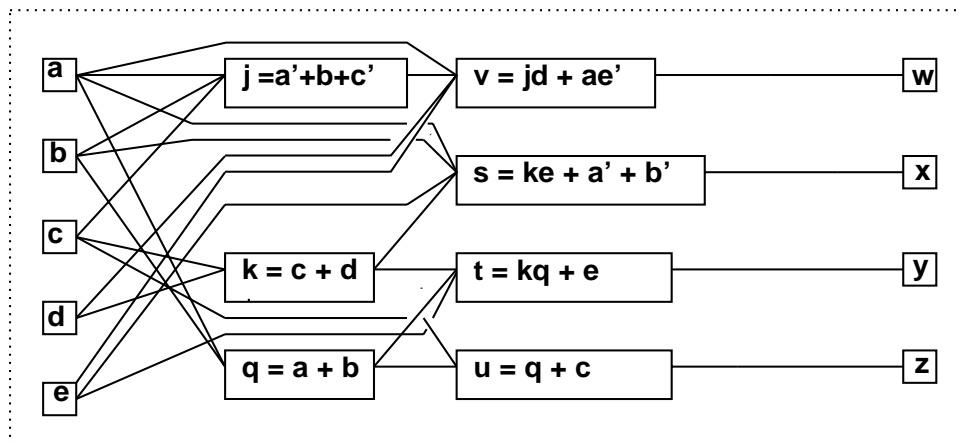 a
j =a’+b+c’
v = jd + ae’
w
b
s = ke + a’ + b’
x
c
k = c + d
t = kq + e
y
d
q = a + b
u = q + c
z
e